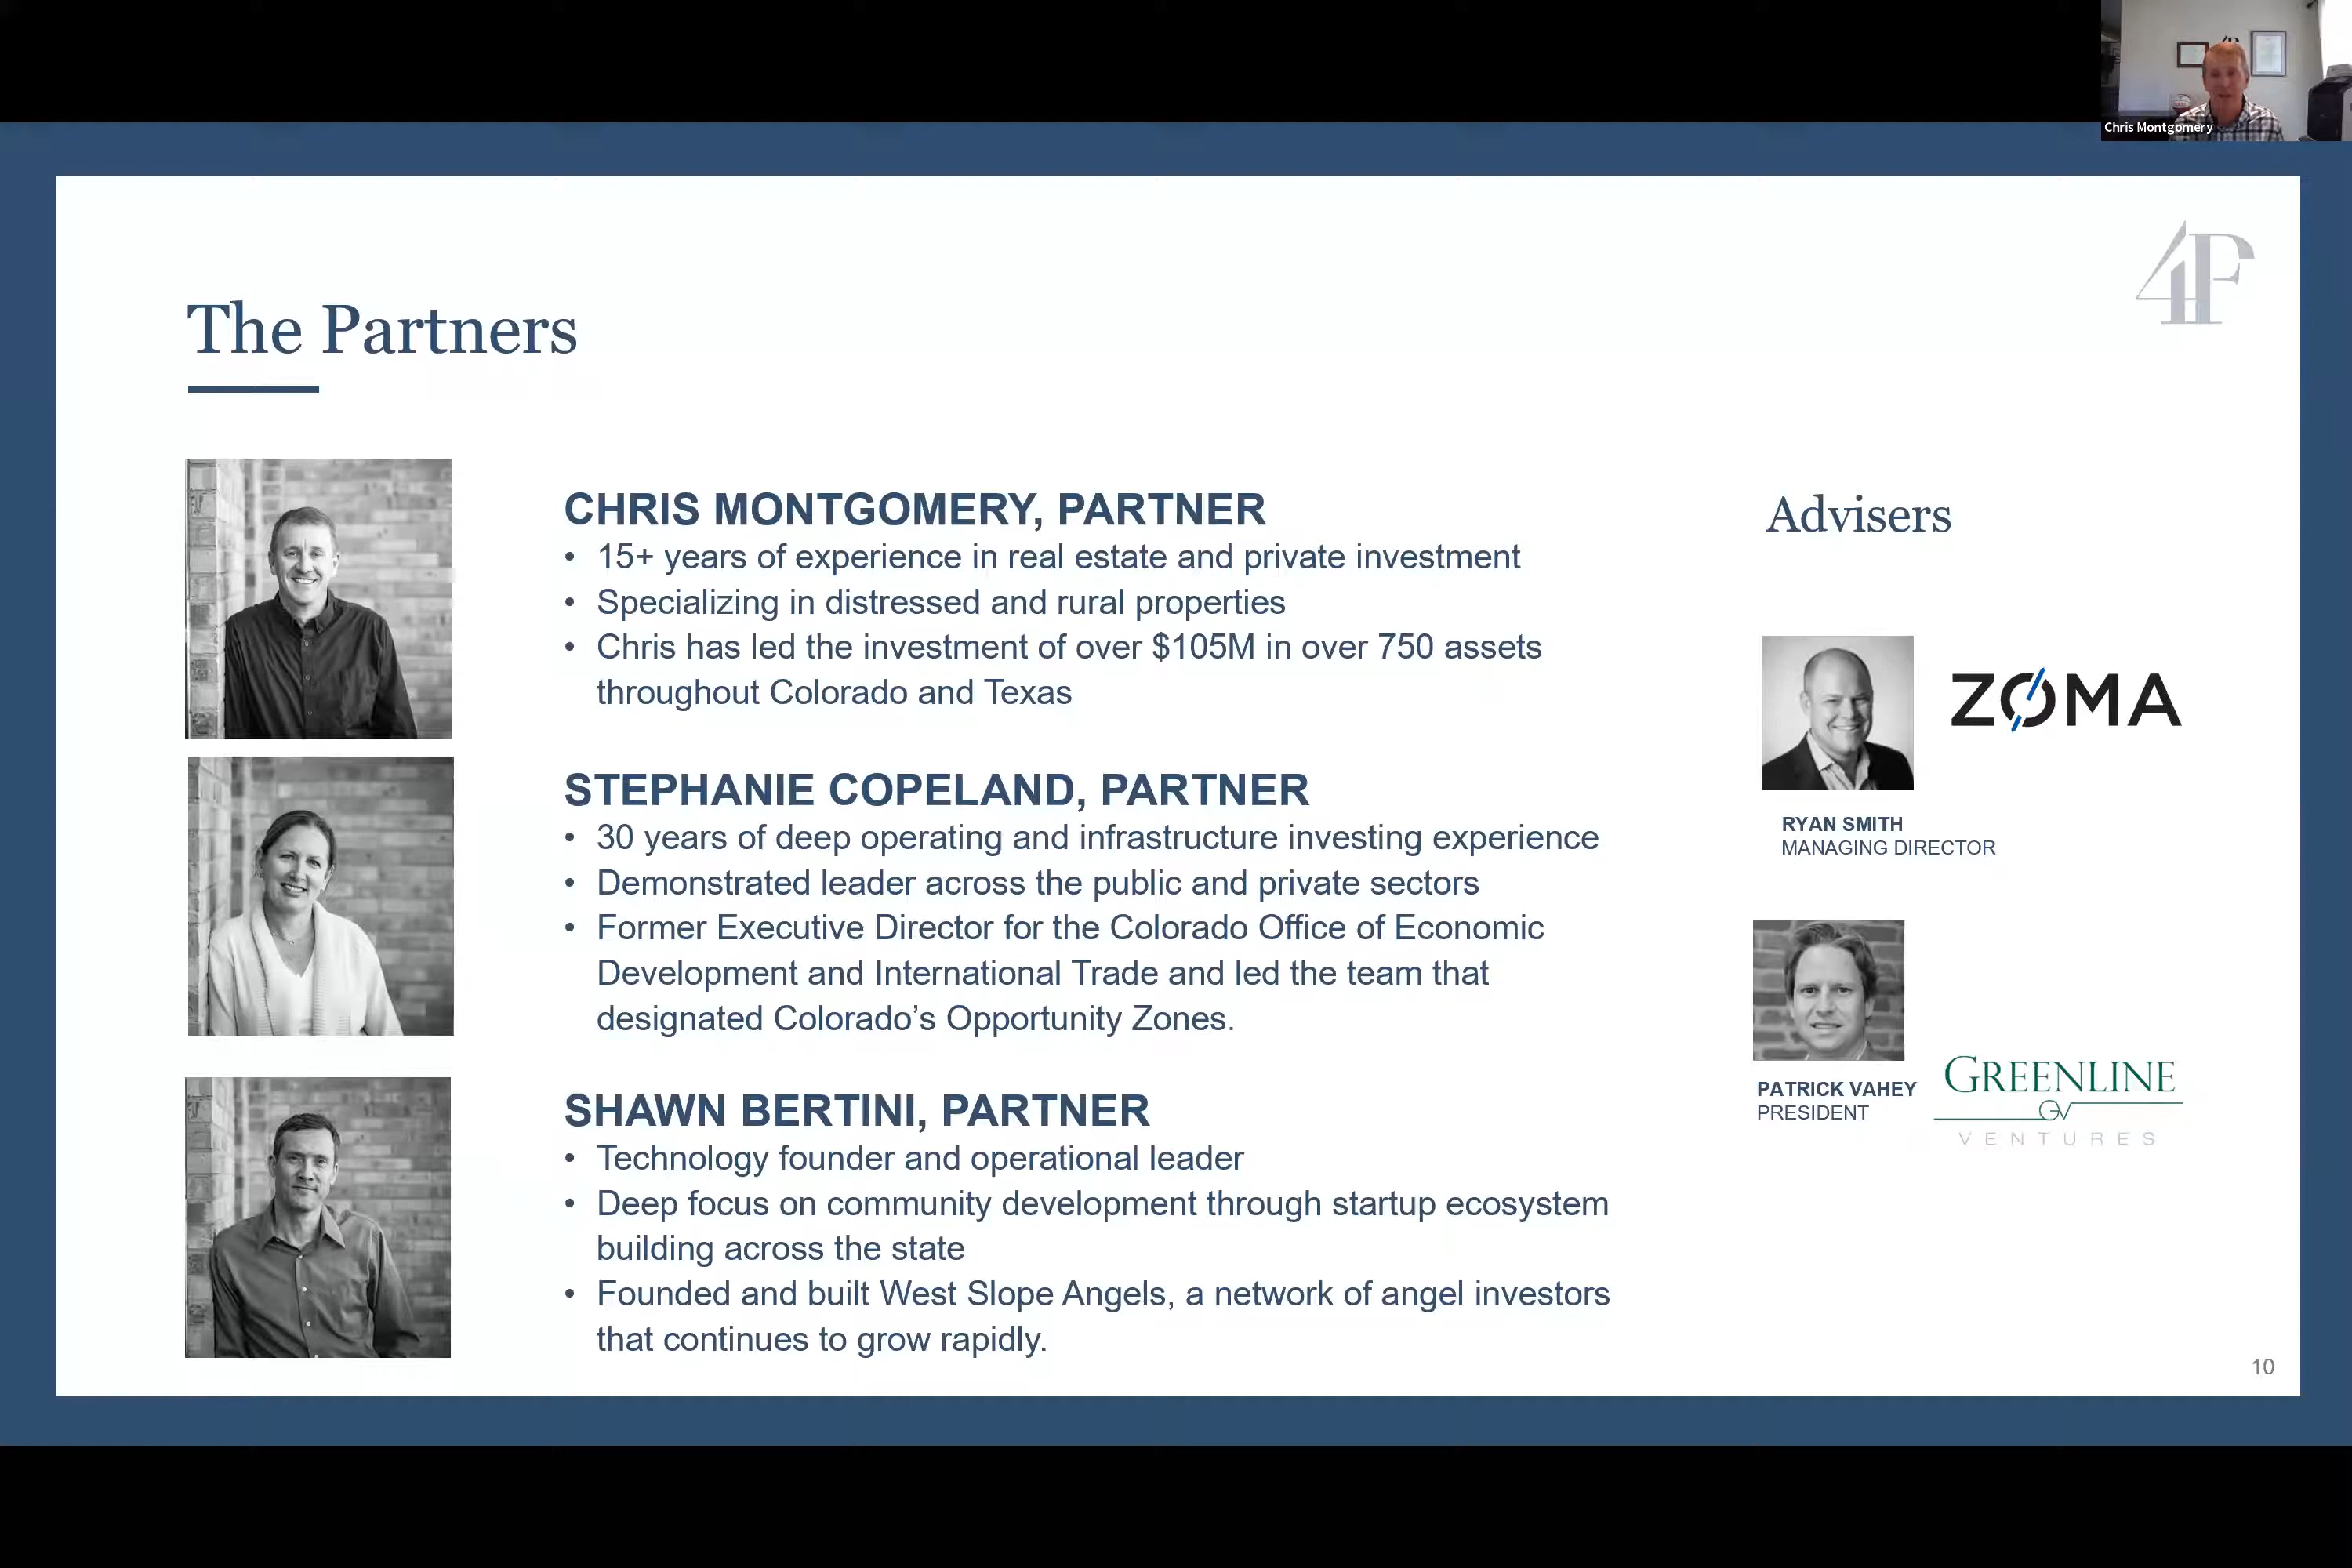 Chris Montgomery
4F
The Partners
CHRIS MONTGOMERY, PARTNER
• 15+ years of experience in real estate and private investment
• Specializing in distressed and rural properties
• Chris has led the investment of over $105M in over 750 assets
throughout Colorado and Texas
STEPHANIE COPELAND, PARTNER
• 30 years of deep operating and infrastructure investing experience
• Demonstrated leader across the public and private sectors
• Former Executive Director for the Colorado Office of Economic
Development and International Trade and led the team that
designated Colorado’s Opportunity Zones.
SHAWN BERTINI, PARTNER
• Technology founder and operational leader
• Deep focus on community development through startup ecosystem
building across the state
• Founded and built West Slope Angels, a network of angel investors
that continues to grow rapidly.
Advisers
ZOMA
RYAN SMITH
MANAGING DIRECTOR
PATRICK VAHEY
PRESIDENT
GREENLINE
GV
VENTURES
10